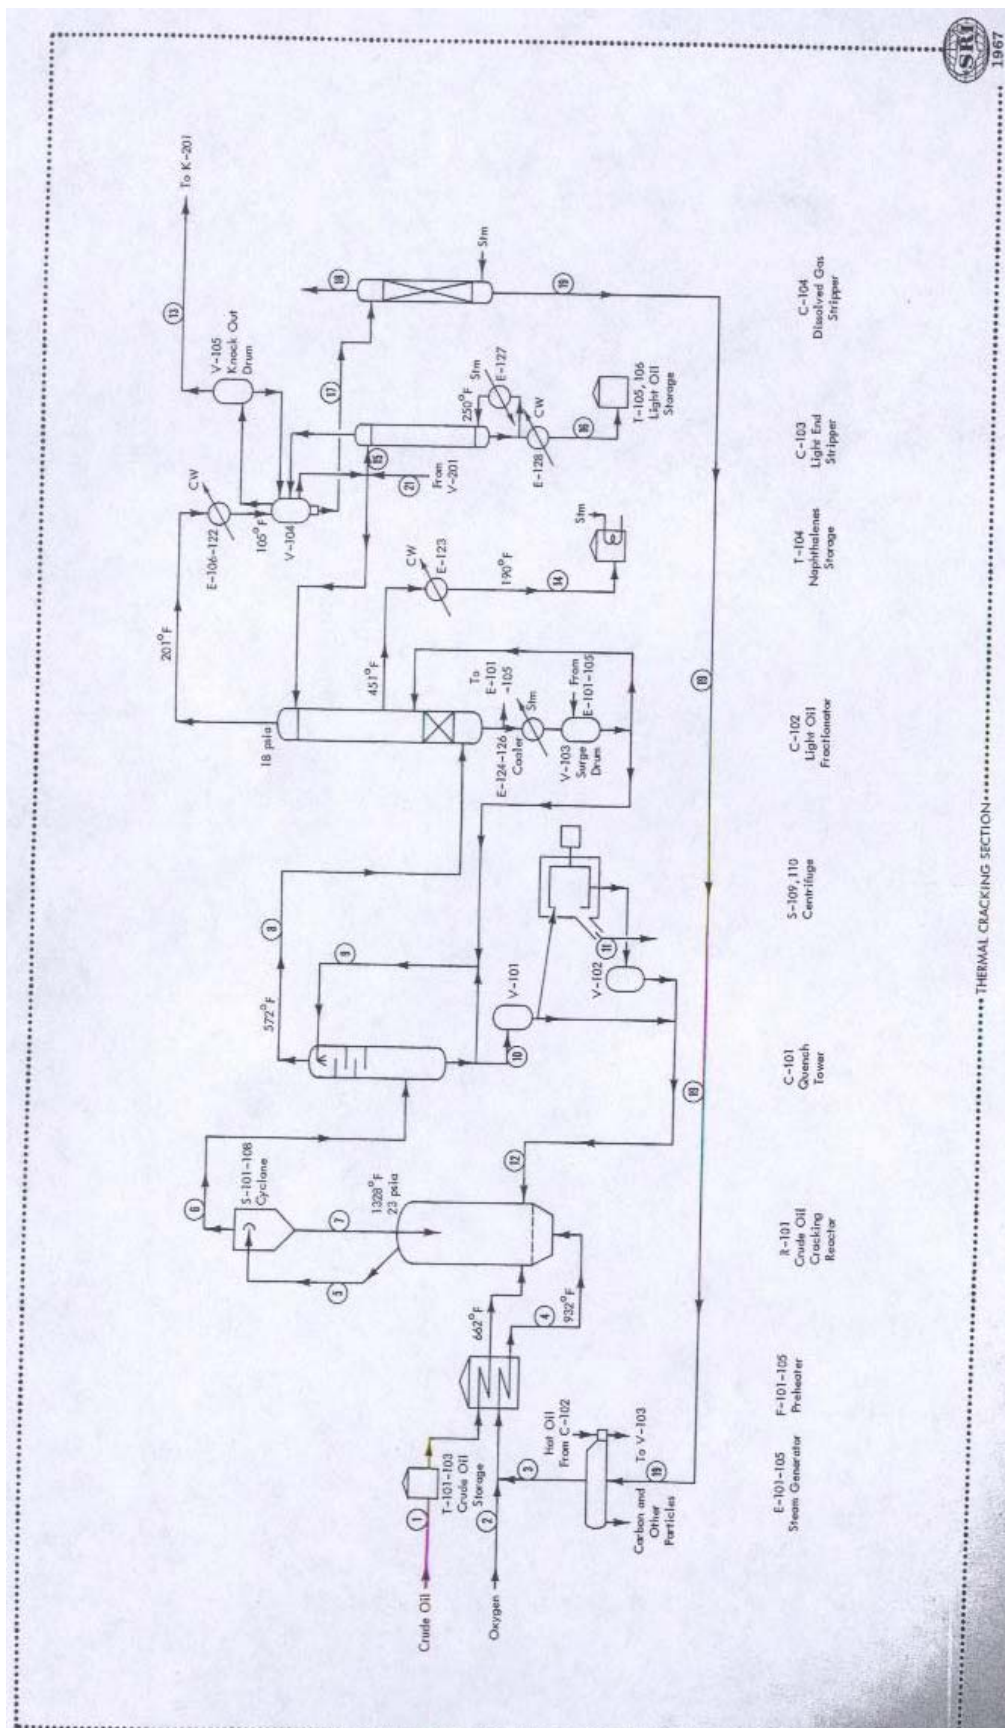 SRI
1967
To K-201
13
V-105
Knock Out
Drum
CW
E-106-122
105°F
V-104
201°F
17
18
Stm
19
15
21
From
V-201
250°F
Stm
E-127
CW
E-128
16
T-105, 106
Light Oil
Storage
CW
E-123
190°F
14
Stm
451°F
18 psia
To
E-101
-105
Stm
E-124-126
Cooler
From
E-101-105
V-103
Surge
Drum
19
8
572°F
9
10
V-101
11
V-102
19
6
S-101-108
Cyclone
7
5
1328°F
23 psia
12
662°F
4
932°F
Crude Oil
1
T-101-103
Crude Oil
Storage
Oxygen
2
3
Hot Oil
From C-102
To V-103
19
Carbon and
Other
Particles
E-101-105
Steam Generator
F-101-105
Preheater
R-101
Crude Oil
Cracking
Reactor
C-101
Quench
Tower
S-109, 110
Centrifuge
C-102
Light Oil
Fractionator
T-104
Naphthalenes
Storage
C-103
Light End
Stripper
C-104
Dissolved Gas
Stripper
THERMAL CRACKING SECTION